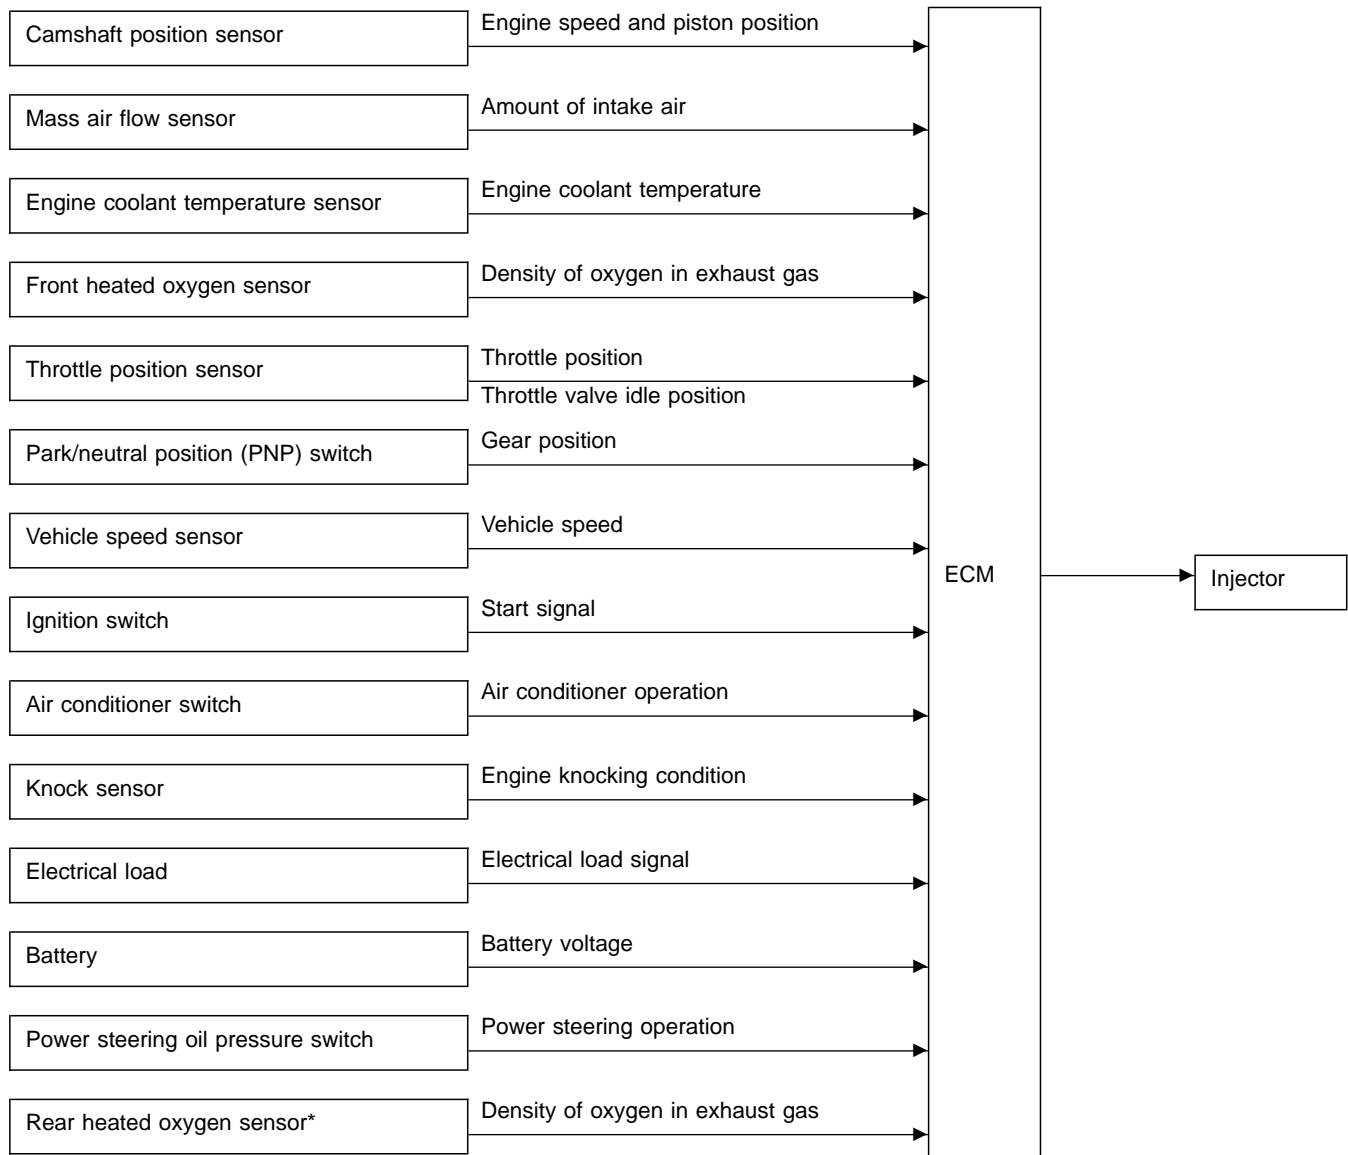 Camshaft position sensor
Engine speed and piston position
Mass air flow sensor
Amount of intake air
Engine coolant temperature sensor
Engine coolant temperature
Front heated oxygen sensor
Density of oxygen in exhaust gas
Throttle position sensor
Throttle position
Throttle valve idle position
Park/neutral position (PNP) switch
Gear position
Vehicle speed sensor
Vehicle speed
ECM
Injector
Ignition switch
Start signal
Air conditioner switch
Air conditioner operation
Knock sensor
Engine knocking condition
Electrical load
Electrical load signal
Battery
Battery voltage
Power steering oil pressure switch
Power steering operation
Rear heated oxygen sensor*
Density of oxygen in exhaust gas